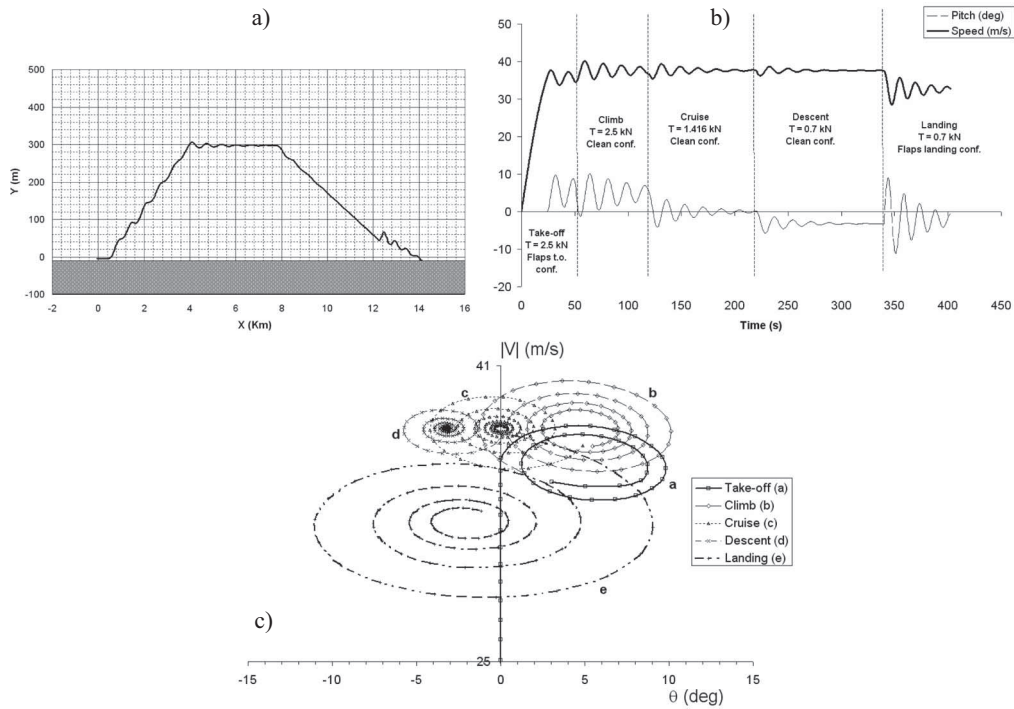 a)
500
400
300
200
100
0
-100
Y (m)
-2 0 2 4 6 8 10 12 14 16
X (Km)
b)
Pitch (deg)
Speed (m/s)
50
40
30
20
10
0
-10
-20
Climb
T = 2.5 kN
Clean conf.
Cruise
T = 1.416 kN
Clean conf.
Descent
T = 0.7 kN
Clean conf.
Landing
T = 0.7 kN
Flaps landing conf.
Take-off
T = 2.5 kN
Flaps t.o.
conf.
0 50 100 150 200 250 300 350 400 450
Time (s)
|V| (m/s)
41
c
b
d
a
e
Take-off (a)
Climb (b)
Cruise (c)
Descent (d)
Landing (e)
c)
25
-15 -10 -5 0 5 10 15
θ (deg)